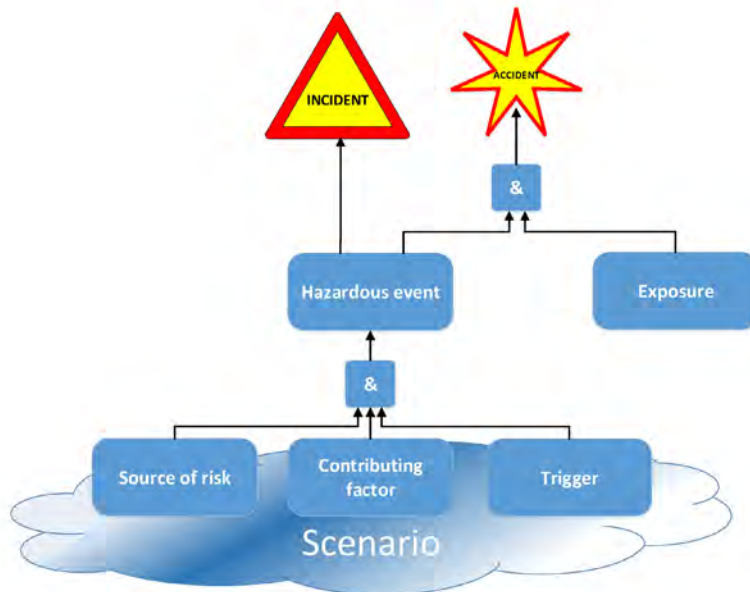 INCIDENT
ACCIDENT
&
Hazardous event
Exposure
&
Source of risk
Contributing
factor
Trigger
Scenario